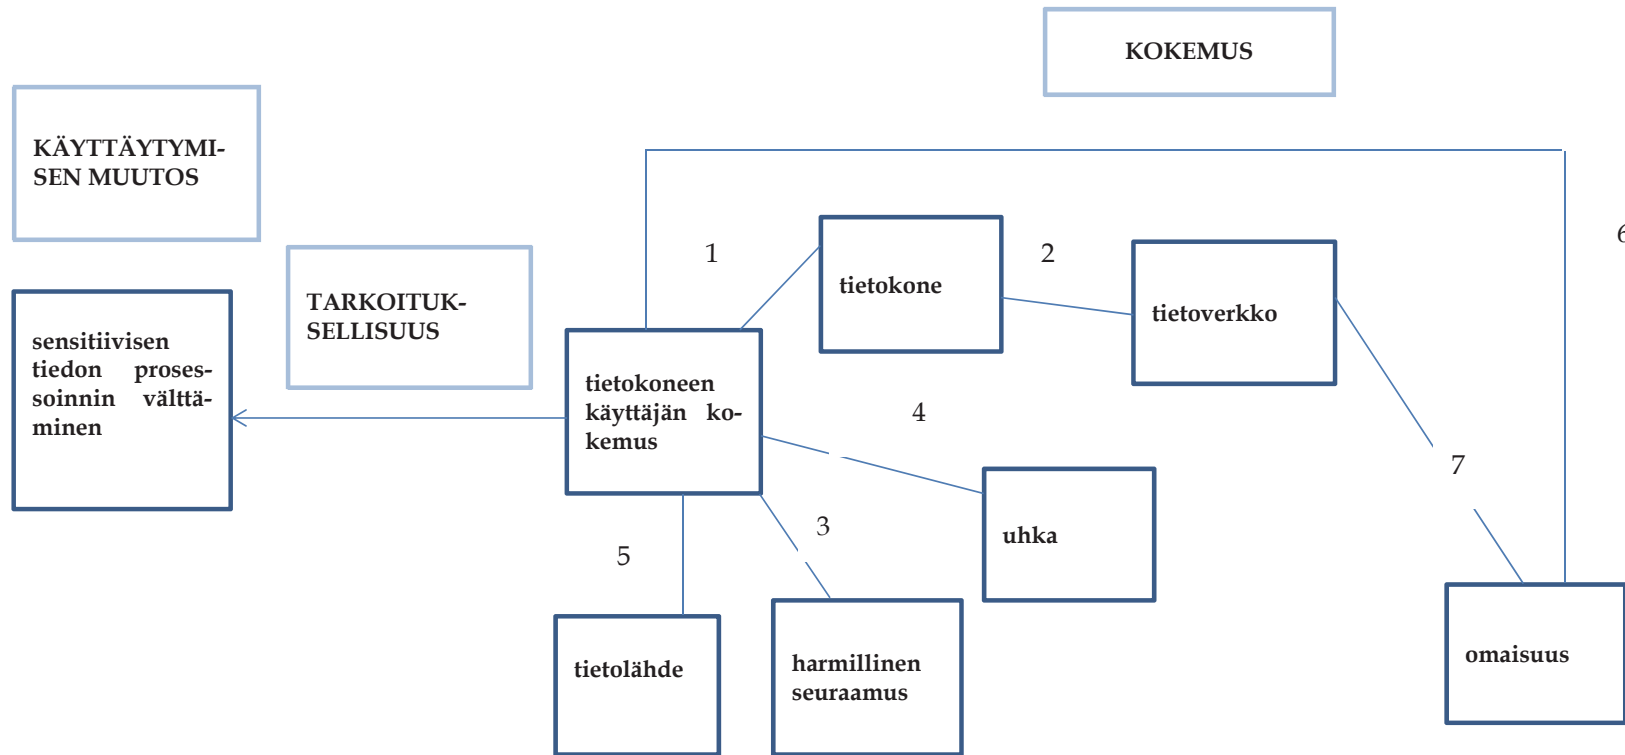 KOKEMUS
KÄYTTÄYTYMI-
SEN MUUTOS
TARKOITUK-
SELLISUUS
sensitiivisen
tiedon proses-
soinnin välttä-
minen
tietokoneen
käyttäjän ko-
kemus
1
tietokone
2
tietoverkko
6
4
7
uhka
3
5
tietolähde
harmillinen
seuraamus
omaisuus